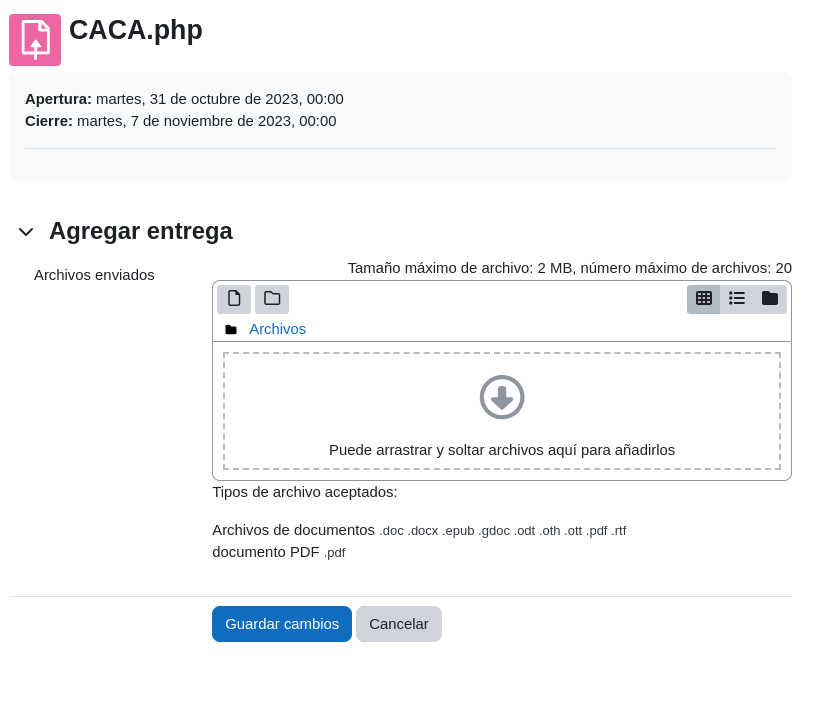 CACA.php
Apertura: martes, 31 de octubre de 2023, 00:00
Cierre: martes, 7 de noviembre de 2023, 00:00
Agregar entrega
Archivos enviados
Tamaño máximo de archivo: 2 MB, número máximo de archivos: 20
Archivos
Puede arrastrar y soltar archivos aquí para añadirlos
Tipos de archivo aceptados:
Archivos de documentos .doc .docx .epub .gdoc .odt .oth .ott .pdf .rtf
documento PDF .pdf
Guardar cambios Cancelar